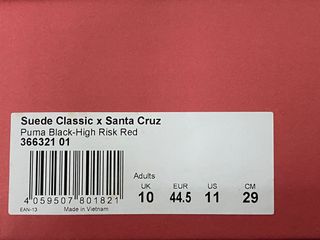 Suede Classic x Santa Cruz
Puma Black-High Risk Red
366321 01
Adults
UK EUR US CM
10 44.5 11 29
4 059507 801821
EAN-13 Made in Vietnam